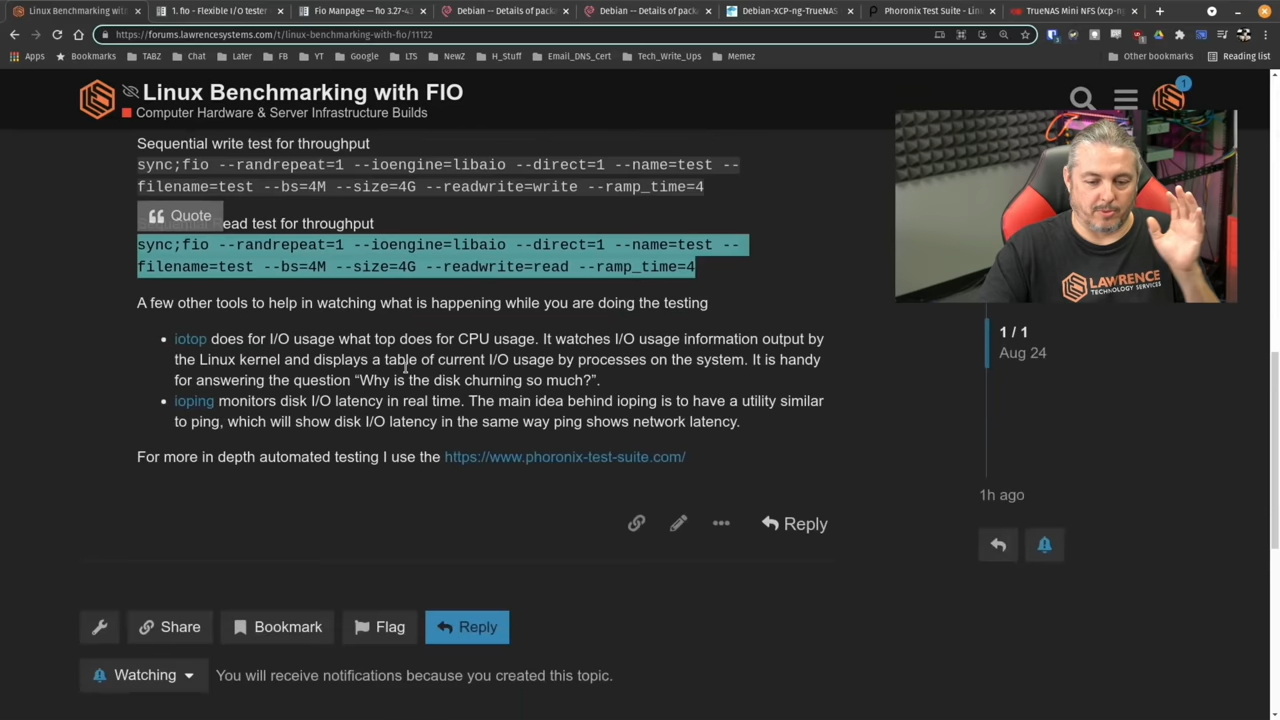 Linux Benchmarking with
1. fio - Flexible I/O tester
Fio Manpage — fio 3.27-43
Debian -- Details of packa
Debian -- Details of packa
Debian-XCP-ng-TrueNAS
Phoronix Test Suite - Linu
TrueNAS Mini NFS (xcp-n
https://forums.lawrencesystems.com/t/linux-benchmarking-with-fio/11122
Apps
Bookmarks
TABZ
Chat
Later
FB
YT
Google
LTS
NewZ
H_Stuff
Email_DNS_Cert
Tech_Write_Ups
Memez
Other bookmarks
Reading list
Linux Benchmarking with FIO
Computer Hardware & Server Infrastructure Builds
1
Sequential write test for throughput
sync;fio --randrepeat=1 --ioengine=libaio --direct=1 --name=test --
filename=test --bs=4M --size=4G --readwrite=write --ramp_time=4
Quote
ead test for throughput
sync;fio --randrepeat=1 --ioengine=libaio --direct=1 --name=test --
filename=test --bs=4M --size=4G --readwrite=read --ramp_time=4
A few other tools to help in watching what is happening while you are doing the testing
iotop does for I/O usage what top does for CPU usage. It watches I/O usage information output by
the Linux kernel and displays a table of current I/O usage by processes on the system. It is handy
for answering the question “Why is the disk churning so much?”.
ioping monitors disk I/O latency in real time. The main idea behind ioping is to have a utility similar
to ping, which will show disk I/O latency in the same way ping shows network latency.
For more in depth automated testing I use the https://www.phoronix-test-suite.com/
Reply
LAWRENCE
TECHNOLOGY SERVICES
1 / 1
Aug 24
1h ago
Share
Bookmark
Flag
Reply
Watching
You will receive notifications because you created this topic.